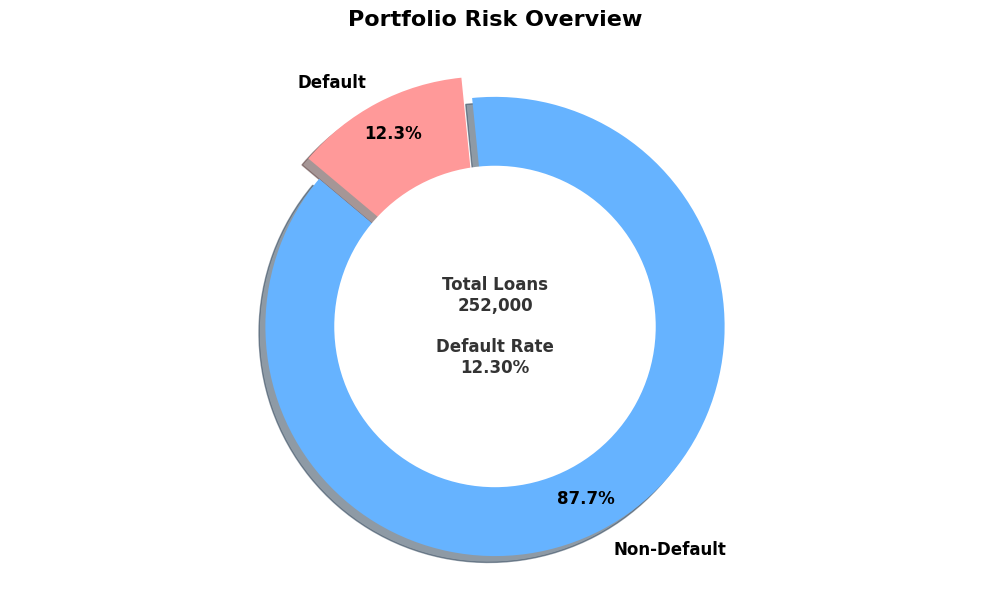 Portfolio Risk Overview
Default
12.3%
Total Loans
252,000
Default Rate
12.30%
87.7%
Non-Default